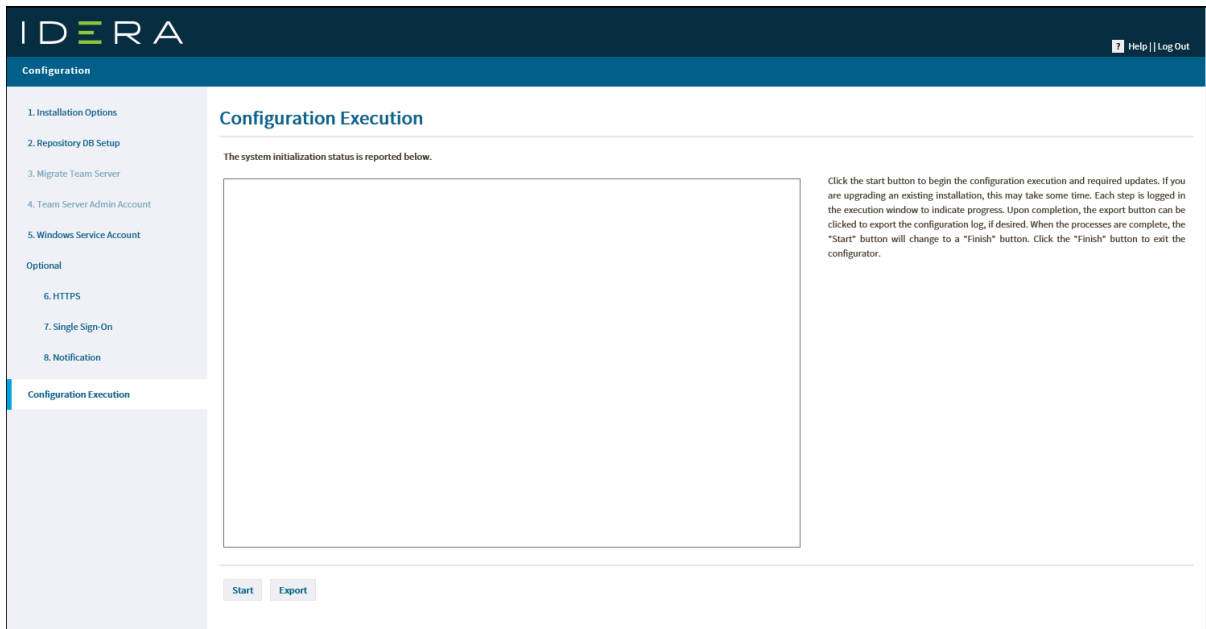 IDERA
? Help | | Log Out
Configuration
1. Installation Options
2. Repository DB Setup
3. Migrate Team Server
4. Team Server Admin Account
5. Windows Service Account
Optional
6. HTTPS
7. Single Sign-On
8. Notification
Configuration Execution
Configuration Execution
The system initialization status is reported below.
Click the start button to begin the configuration execution and required updates. If you
are upgrading an existing installation, this may take some time. Each step is logged in
the execution window to indicate progress. Upon completion, the export button can be
clicked to export the configuration log, if desired. When the processes are complete, the
"Start" button will change to a "Finish" button. Click the "Finish" button to exit the
configurator.
Start Export